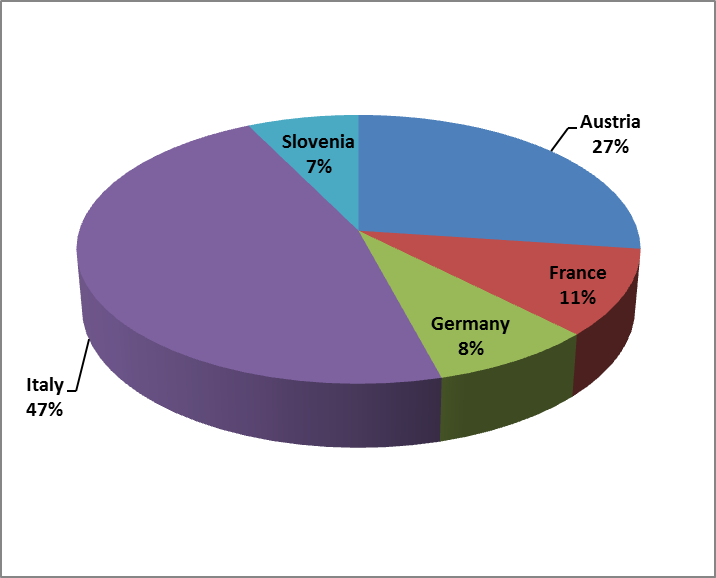 Austria
27%
Slovenia
7%
France
11%
Germany
8%
Italy
47%